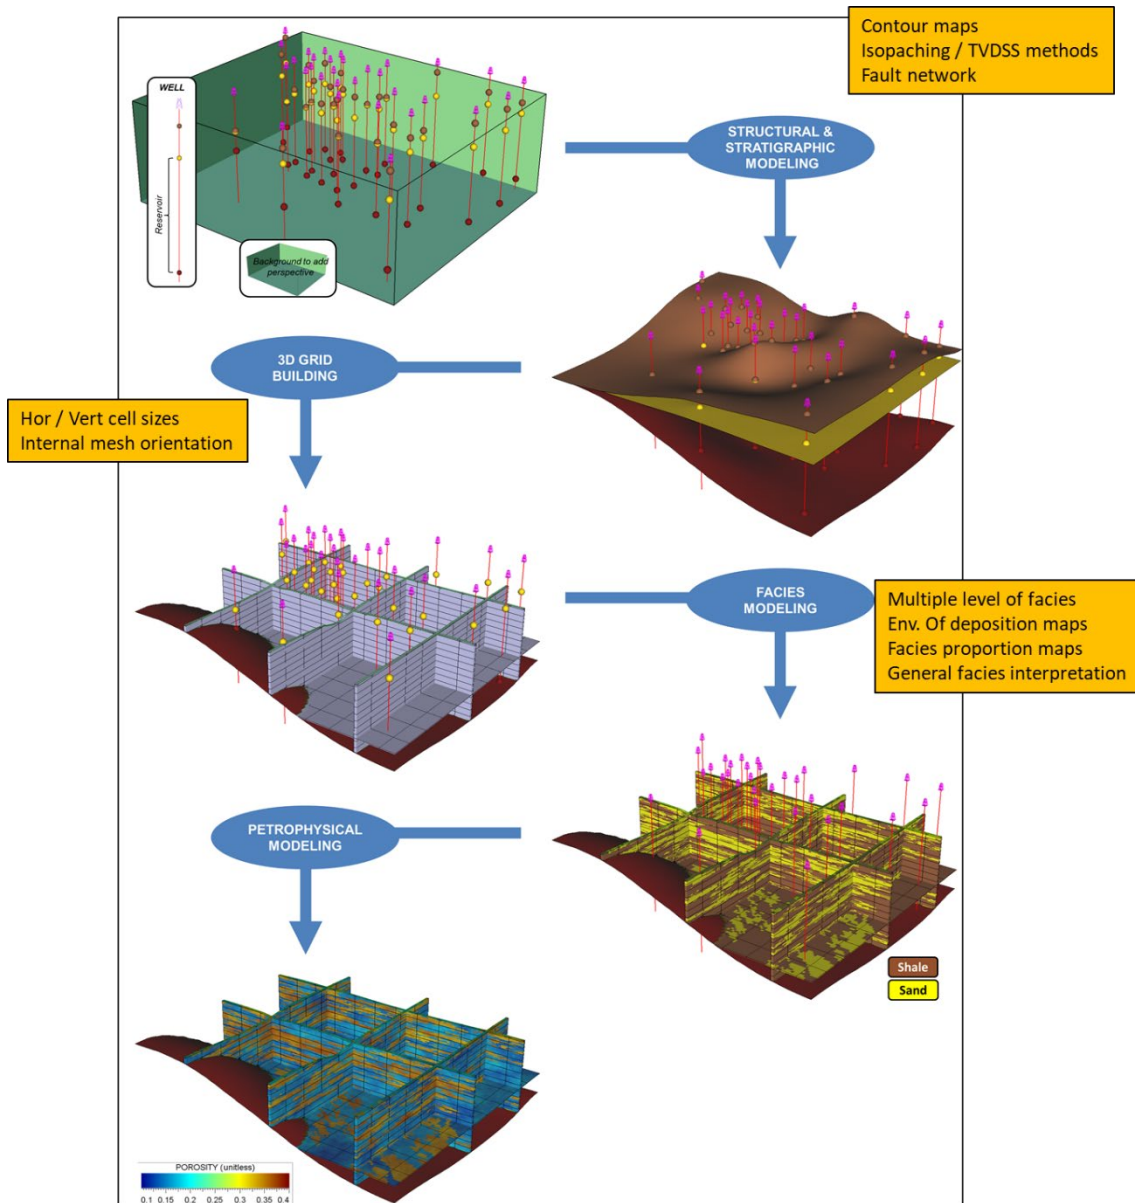 Contour maps
Isopaching / TVDSS methods
Fault network
WELL
Reservoir
Background to add
perspective
STRUCTURAL &
STRATIGRAPHIC
MODELING
3D GRID
BUILDING
Hor / Vert cell sizes
Internal mesh orientation
FACIES
MODELING
Multiple level of facies
Env. Of deposition maps
Facies proportion maps
General facies interpretation
PETROPHYSICAL
MODELING
Shale
Sand
POROSITY (unitless)
0.1 0.15 0.2 0.25 0.3 0.35 0.4